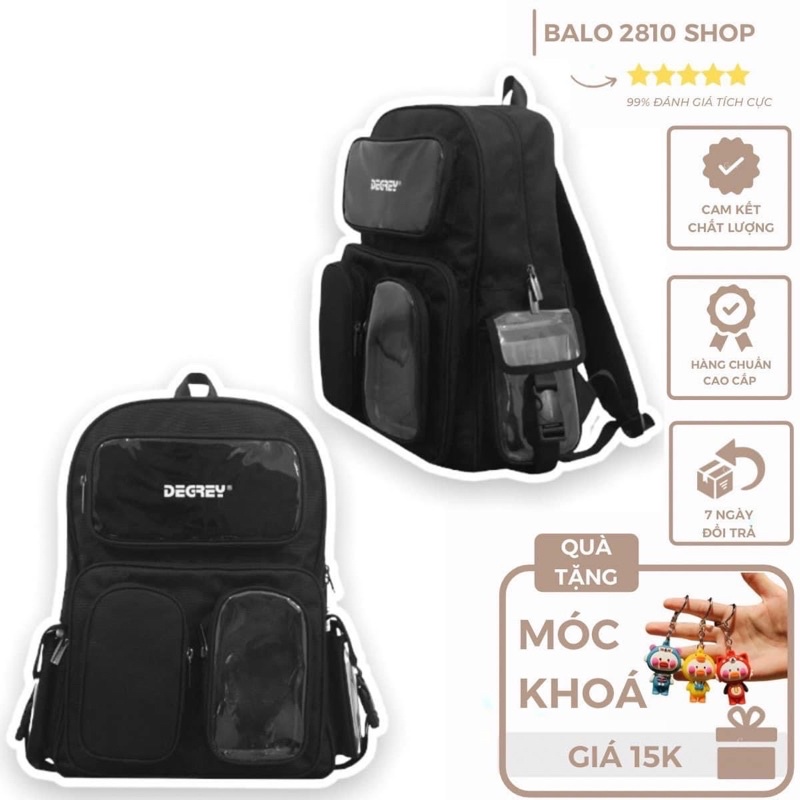 BALO 2810 SHOP
99% ĐÁNH GIÁ TÍCH CỰC
DEGREY®
CAM KẾT
CHẤT LƯỢNG
HÀNG CHUẨN
CAO CẤP
DEGREY®
7 NGÀY
ĐỔI TRẢ
QUÀ
TẶNG
MÓC
KHOÁ
GIÁ 15K